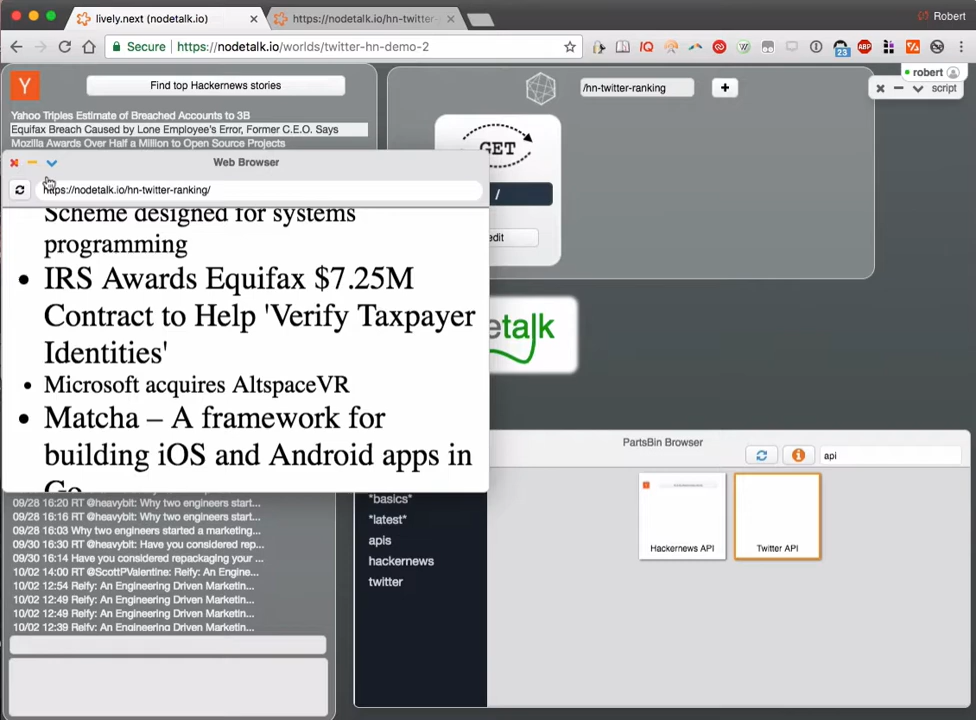 lively.next (nodetalk.io)
https://nodetalk.io/hn-twitter-
Robert
Secure
https://nodetalk.io/worlds/twitter-hn-demo-2
IQ
23
ABP
Y
Find top Hackernews stories
Yahoo Triples Estimate of Breached Accounts to 3B
Equifax Breach Caused by Lone Employee's Error, Former C.E.O. Says
Mozilla Awards Over Half a Million to Open Source Projects
/hn-twitter-ranking
+
robert
script
GET
/
edit
Web Browser
https://nodetalk.io/hn-twitter-ranking/
Scheme designed for systems
programming
• IRS Awards Equifax $7.25M
Contract to Help 'Verify Taxpayer
Identities'
• Microsoft acquires AltspaceVR
• Matcha – A framework for
building iOS and Android apps in
Go
etalk
09/28 16:20 RT @heavybit: Why two engineers start...
09/28 16:16 RT @heavybit: Why two engineers start...
09/28 16:03 Why two engineers started a marketing...
09/30 16:30 RT @heavybit: Have you considered rep...
09/30 16:14 Have you considered repackaging your ...
10/02 14:00 RT @ScottPValentine: Reify: An Engine...
10/02 12:54 Reify: An Engineering Driven Marketin...
10/02 12:49 Reify: An Engineering Driven Marketin...
10/02 12:49 Reify: An Engineering Driven Marketin...
10/02 12:39 Reify: An Engineering Driven Marketin...
PartsBin Browser
api
*basics*
*latest*
apis
hackernews
twitter
Hackernews API
Twitter API